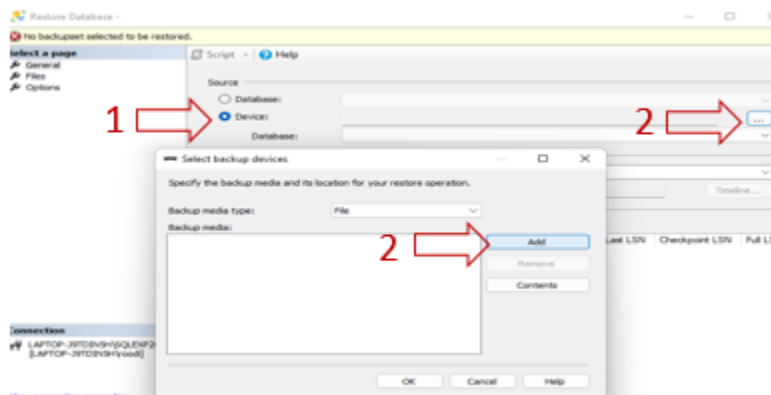 Restore Database -
No backupset selected to be restored.
Select a page
General
Files
Options
Script
Help
Source
Database:
1
Device:
2
...
Database:
Select backup devices
Specify the backup media and its location for your restore operation.
Timeline...
Backup media type:
File
Backup media:
2
Add
Last LSN
Checkpoint LSN
Full L
Remove
Contents
Connection
OK
Cancel
Help